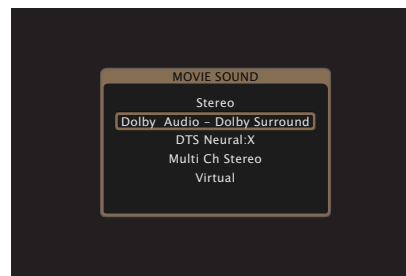 MOVIE SOUND
Stereo
Dolby Audio – Dolby Surround
DTS Neural:X
Multi Ch Stereo
Virtual